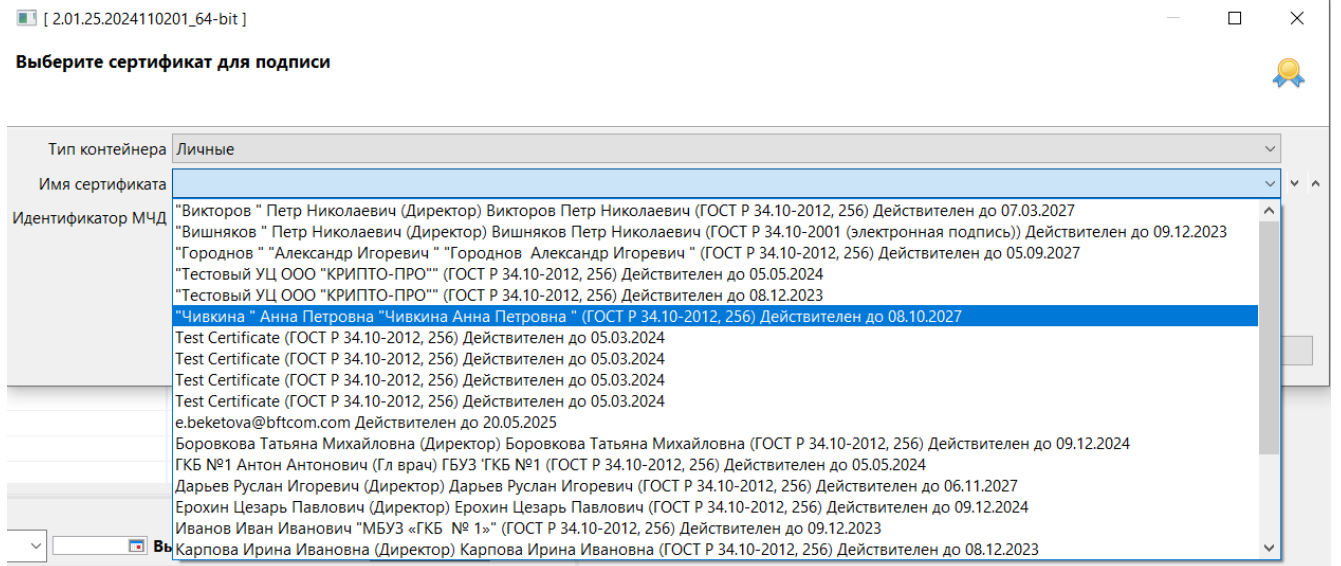 [ 2.01.25.2024110201_64-bit ]
Выберите сертификат для подписи
Тип контейнера Личные
Имя сертификата
Идентификатор МЧД
"Викторов " Петр Николаевич (Директор) Викторов Петр Николаевич (ГОСТ Р 34.10-2012, 256) Действителен до 07.03.2027
"Вишняков " Петр Николаевич (Директор) Вишняков Петр Николаевич (ГОСТ Р 34.10-2001 (электронная подпись)) Действителен до 09.12.2023
"Городнов " "Александр Игоревич " "Городнов  Александр Игоревич " (ГОСТ Р 34.10-2012, 256) Действителен до 05.09.2027
"Тестовый УЦ ООО "КРИПТО-ПРО"" (ГОСТ Р 34.10-2012, 256) Действителен до 05.05.2024
"Тестовый УЦ ООО "КРИПТО-ПРО"" (ГОСТ Р 34.10-2012, 256) Действителен до 08.12.2023
"Чивкина " Анна Петровна "Чивкина Анна Петровна " (ГОСТ Р 34.10-2012, 256) Действителен до 08.10.2027
Test Certificate (ГОСТ Р 34.10-2012, 256) Действителен до 05.03.2024
Test Certificate (ГОСТ Р 34.10-2012, 256) Действителен до 05.03.2024
Test Certificate (ГОСТ Р 34.10-2012, 256) Действителен до 05.03.2024
Test Certificate (ГОСТ Р 34.10-2012, 256) Действителен до 05.03.2024
e.beketova@bftcom.com Действителен до 20.05.2025
Боровкова Татьяна Михайловна (Директор) Боровкова Татьяна Михайловна (ГОСТ Р 34.10-2012, 256) Действителен до 09.12.2024
ГКБ №1 Антон Антонович (Гл врач) ГБУЗ 'ГКБ №1 (ГОСТ Р 34.10-2012, 256) Действителен до 05.05.2024
Дарьев Руслан Игоревич (Директор) Дарьев Руслан Игоревич (ГОСТ Р 34.10-2012, 256) Действителен до 06.11.2027
Ерохин Цезарь Павлович (Директор) Ерохин Цезарь Павлович (ГОСТ Р 34.10-2012, 256) Действителен до 09.12.2024
Иванов Иван Иванович "МБУЗ «ГКБ  № 1»" (ГОСТ Р 34.10-2012, 256) Действителен до 09.12.2023
Карпова Ирина Ивановна (Директор) Карпова Ирина Ивановна (ГОСТ Р 34.10-2012, 256) Действителен до 08.12.2023